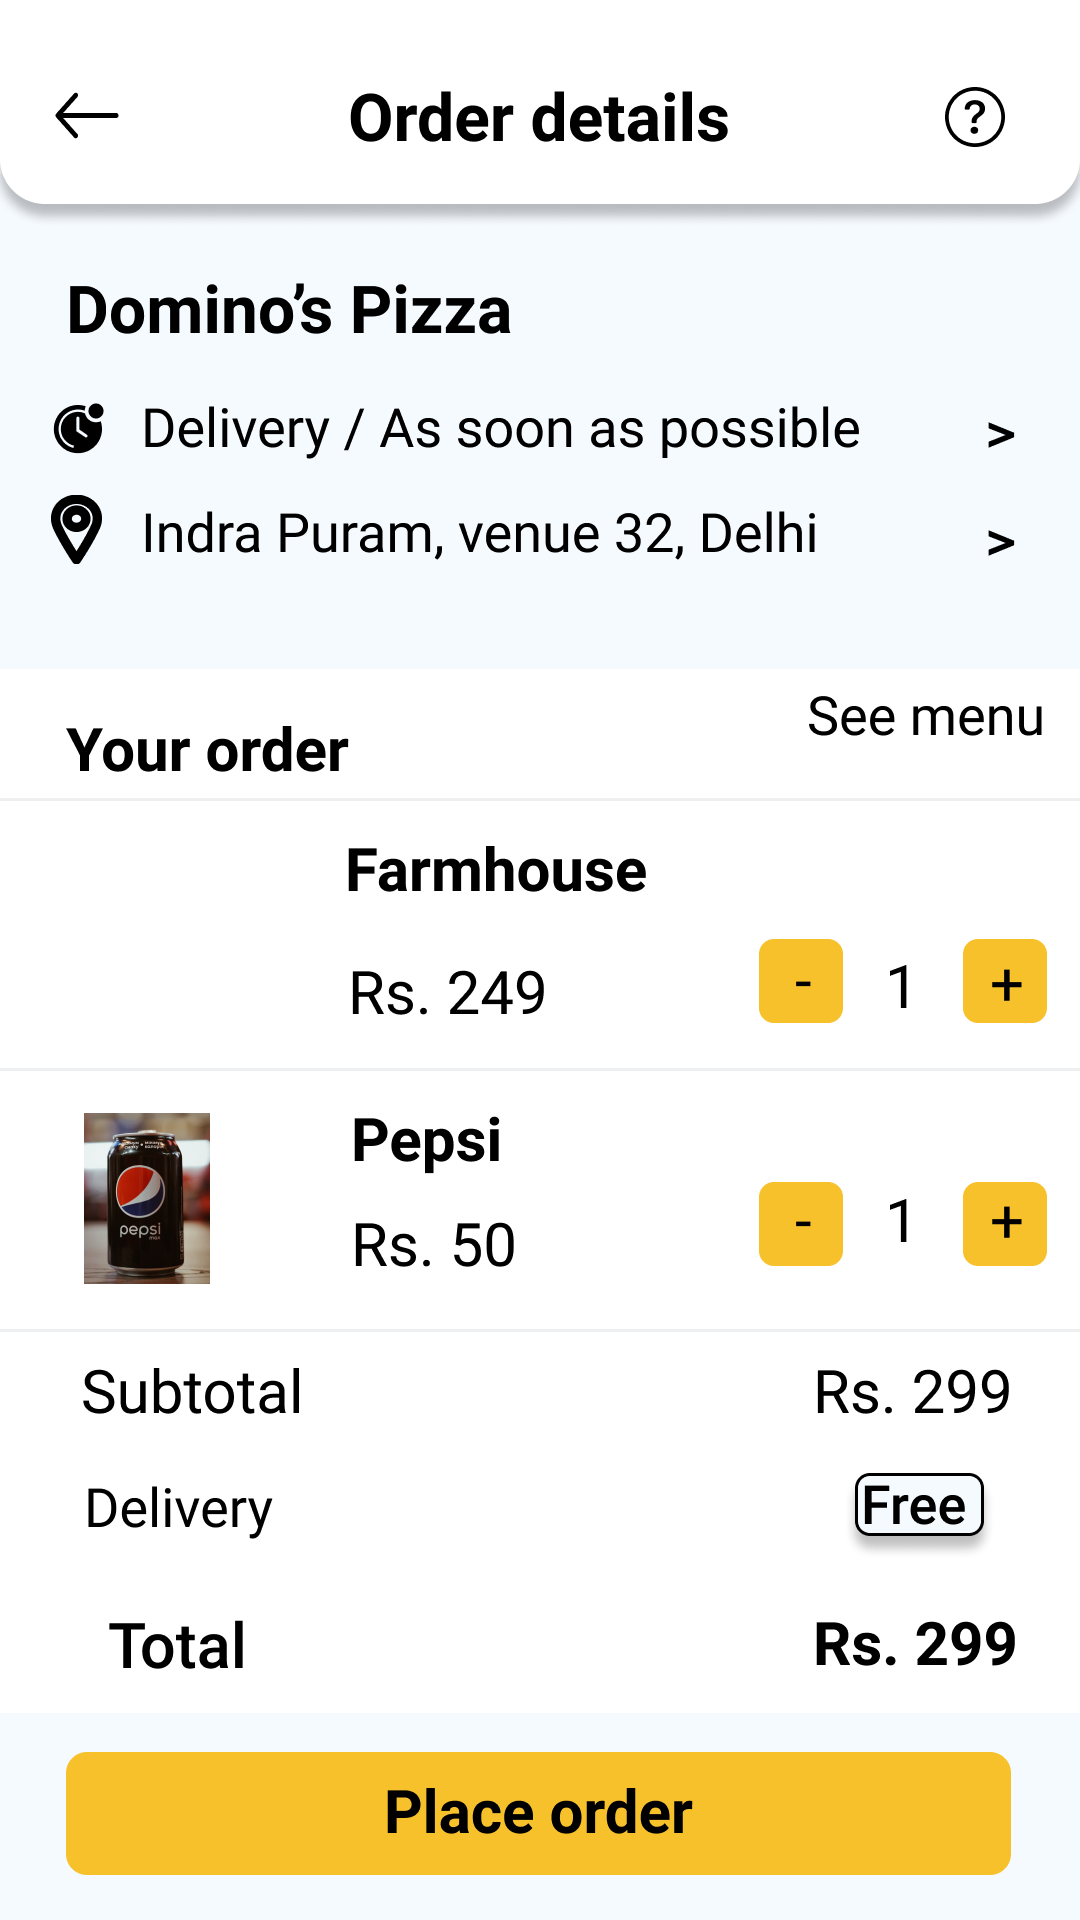 Order details
?
Domino’s Pizza
Delivery / As soon as possible >
Indra Puram, venue 32, Delhi >
See menu
Your order
Farmhouse
Rs. 249 - 1 +
Pepsi
pepsi
max
Rs. 50 - 1 +
Subtotal Rs. 299
Delivery Free
Total Rs. 299
Place order